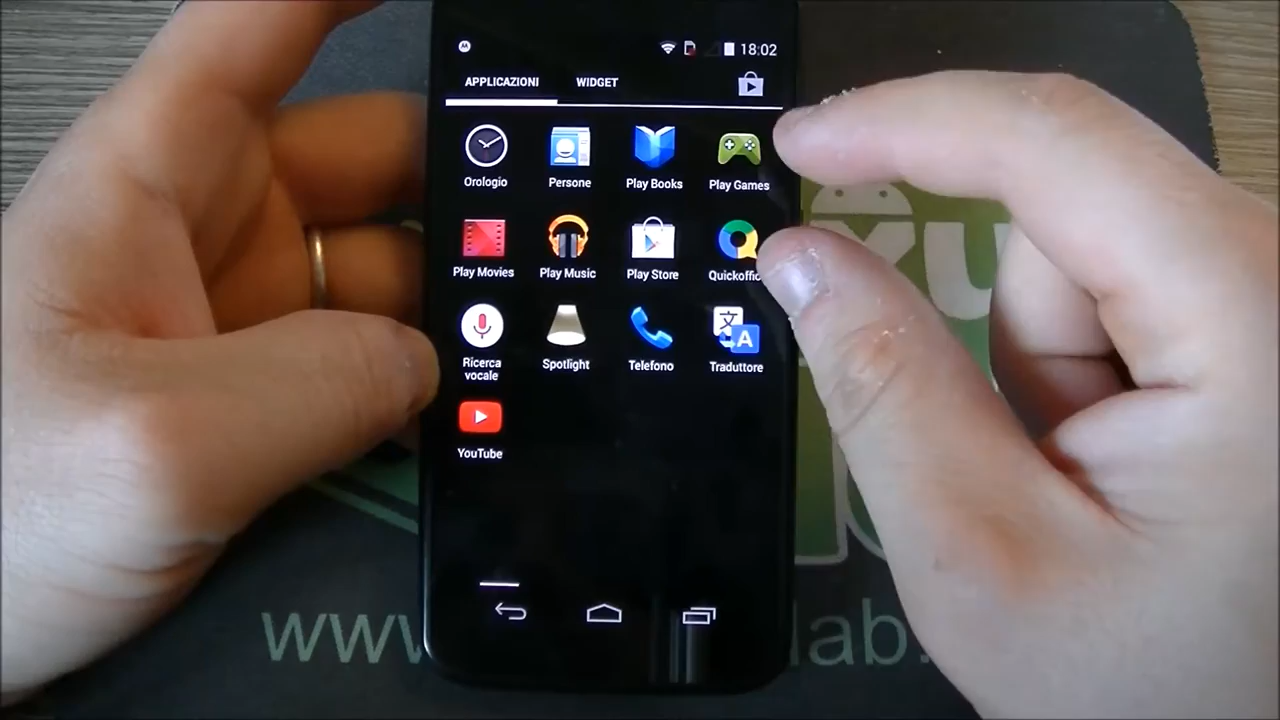 18:02
APPLICAZIONI WIDGET
Orologio Persone Play Books Play Games
Play Movies Play Music Play Store Quickoffic
Ricerca vocale
Spotlight Telefono Traduttore
YouTube
www lab.